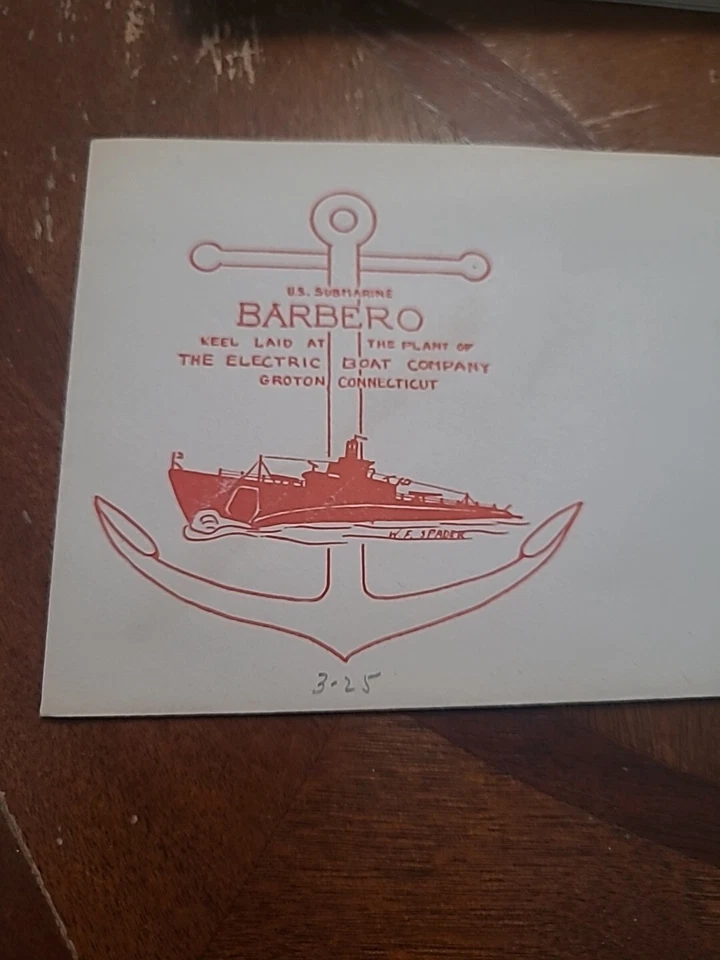 U.S. SUBMARINE
BARBERO
KEEL LAID AT THE PLANT OF
THE ELECTRIC BOAT COMPANY
GROTON CONNECTICUT
W.F. SPADER
3-25